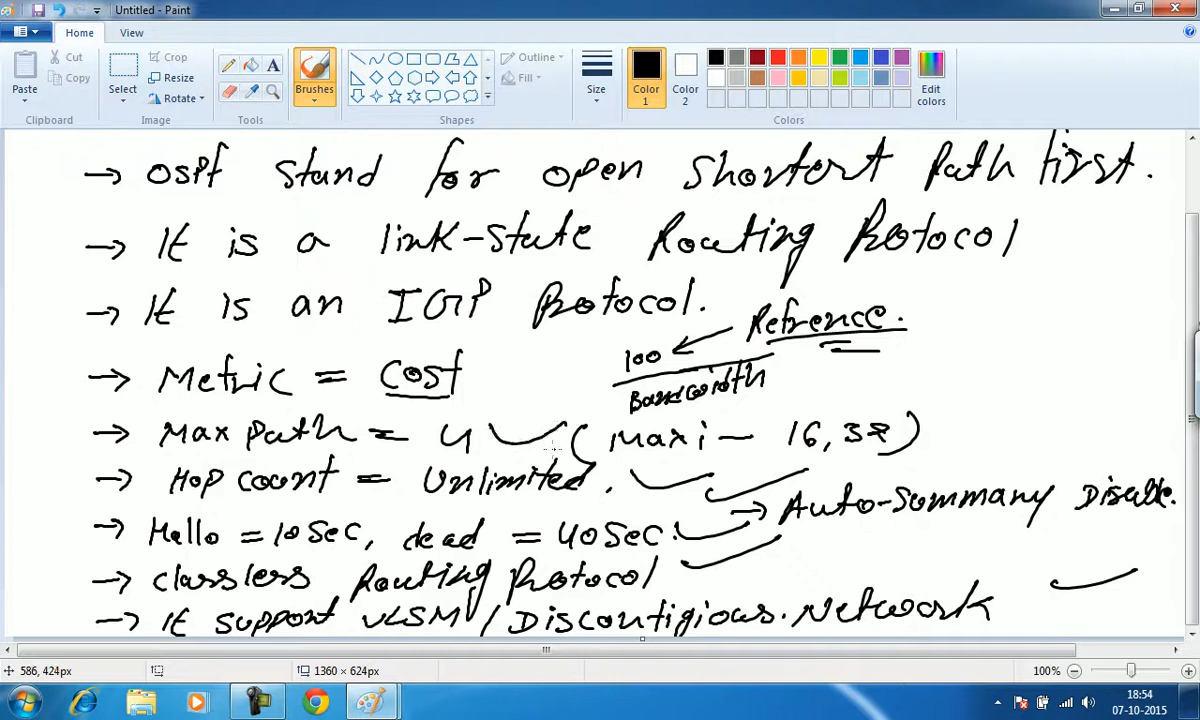 Untitled - Paint
Home View
Cut
Copy
Paste
Clipboard
Select
Crop
Resize
Rotate
Image
Tools
Brushes
Outline
Fill
Shapes
Size
Color 1
Color 2
Edit colors
Colors
→ OSPF stand for open Shortert Path First.
→ It is a link-State Routing Protocol
→ It is an IGP Protocol.
Refrence.
→ Metric = Cost
100
Bandwidth
→ Max Path = 4 (Maxi - 16, 32)
→ Hop count = Unlimited.
→ Auto-Summary Disable.
→ Hello = 10 Sec, dead = 40 Sec.
→ classless Routing Protocol
→ It support VLSM / Discontigious. Network
586, 424px
1360 × 624px
100%
18:54
07-10-2015